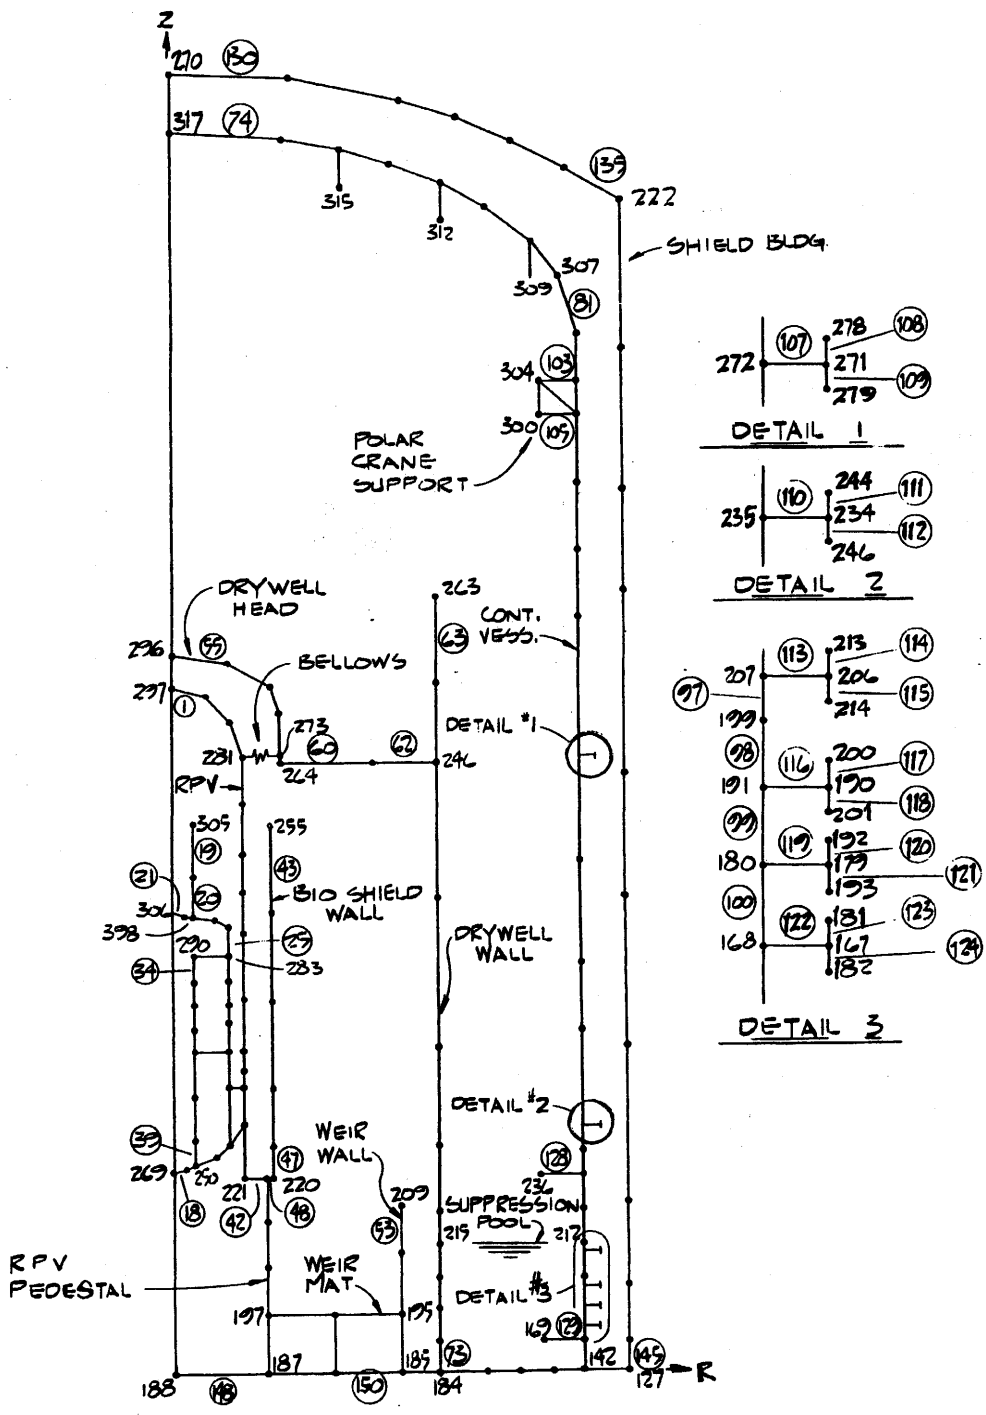 Z
270 130
317 74
315
312
309
307
81
135
222
SHIELD BLDG.
304 103
300 105
POLAR
CRANE
SUPPORT
DRYWELL
HEAD
296 55
297 1
BELLOWS
273
281 60 62
264 246
RPV
263
63
CONT.
VESS.
DETAIL #1
305 255
19 43
21 20 BIO SHIELD
306 WALL
398
290 25
34 283
DRYWELL
WALL
DETAIL #2
WEIR
WALL
39 47
269 250
221 220
18 42 48
209
53
128
236
SUPPRESSION
POOL
215 212
RPV
PEDESTAL
WEIR
MAT
DETAIL #3
197 195
169 129
187 185 73 142 145
188 148 150 184 127 R
107 278 108
272 271
279 109
DETAIL 1
110 244 111
235 234 112
246
DETAIL 2
113 213 114
207 206
97 214 115
199
98 116 200 117
191 190
201 118
99 119 192 120
180 179
193 121
100 122 181 123
168 167
182 124
DETAIL 3